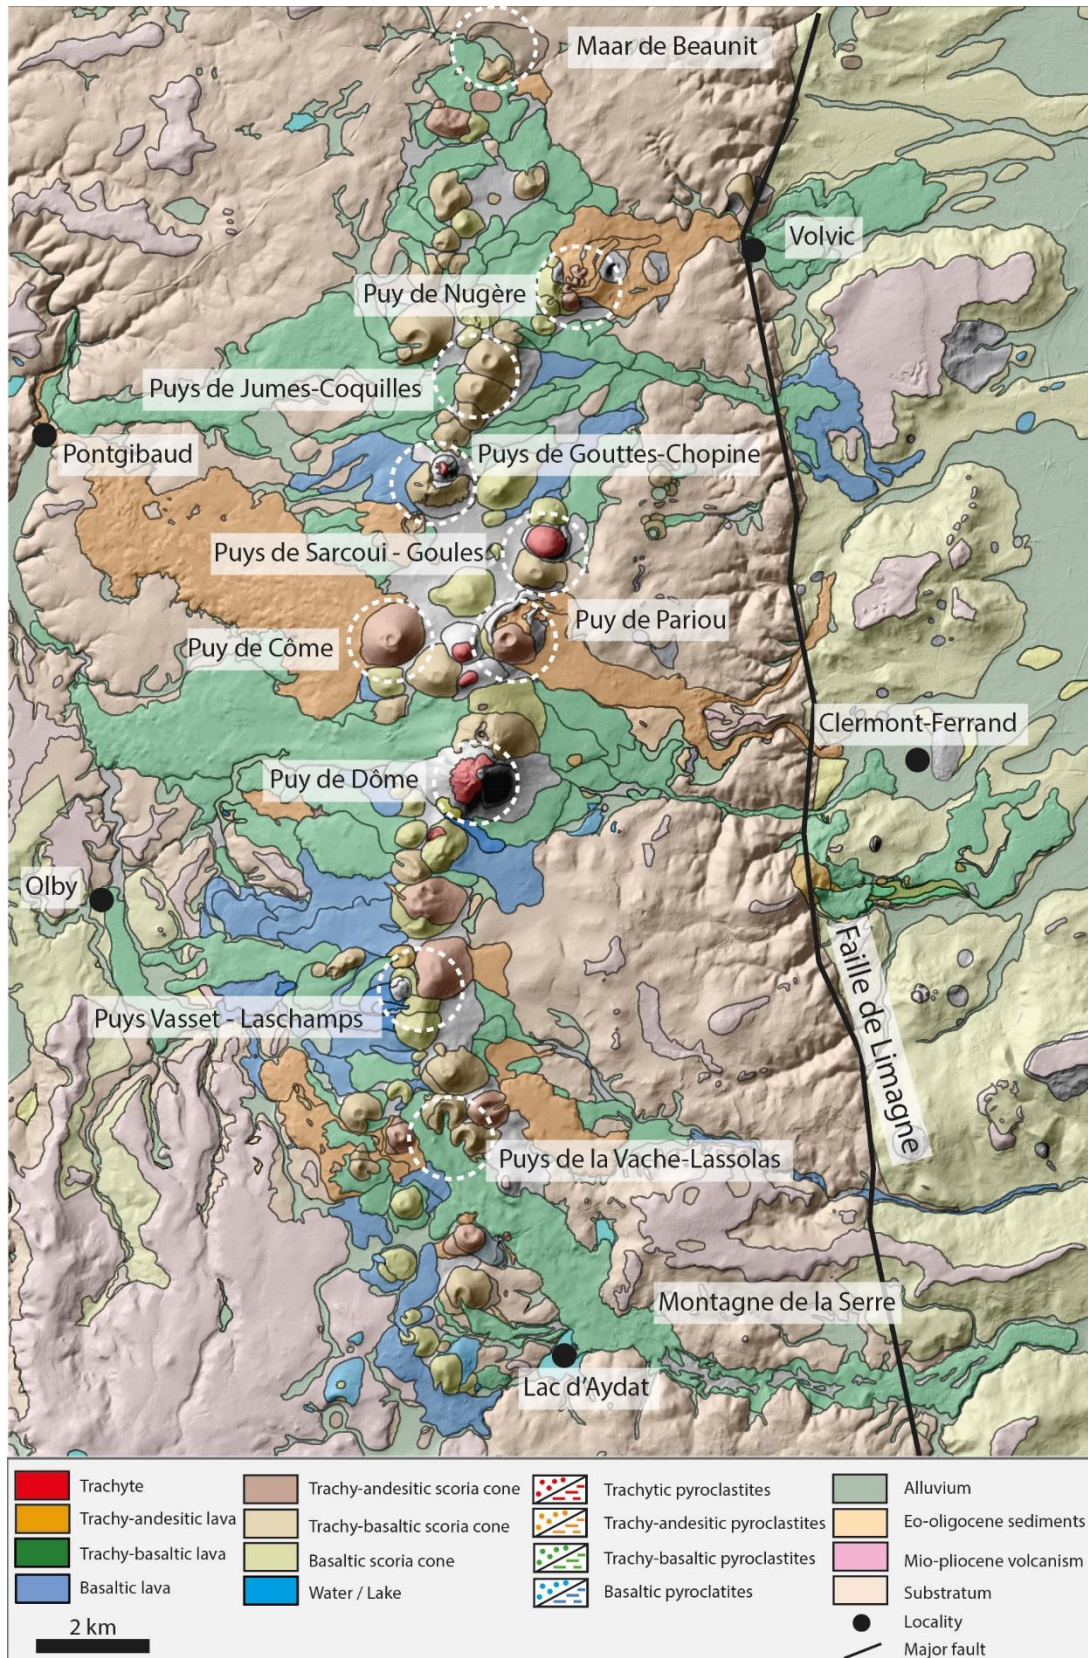 Maar de Beaunit
Volvic
Puy de Nugère
Puys de Jumes-Coquilles
Pontgibaud
Puys de Gouttes-Chopine
Puys de Sarcoui - Goules
Puy de Pariou
Puy de Côme
Clermont-Ferrand
Puy de Dôme
Olby
Faille de Limagne
Puys Vasset - Laschamps
Puys de la Vache-Lassolas
Montagne de la Serre
Lac d'Aydat
Trachyte
Trachy-andesitic lava
Trachy-basaltic lava
Basaltic lava
2 km
Trachy-andesitic scoria cone
Trachy-basaltic scoria cone
Basaltic scoria cone
Water / Lake
Trachytic pyroclastites
Trachy-andesitic pyroclastites
Trachy-basaltic pyroclastites
Basaltic pyroclatites
Alluvium
Eo-oligocene sediments
Mio-pliocene volcanism
Substratum
Locality
Major fault